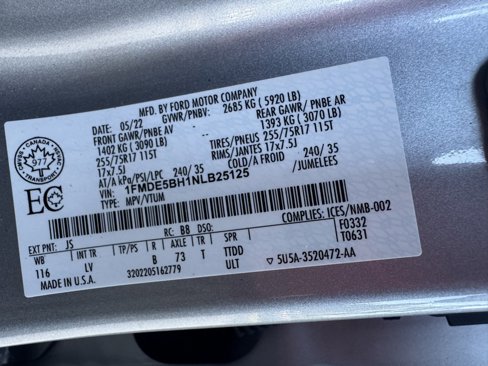 MFD. BY FORD MOTOR COMPANY
DATE: 05/22 GVWR/PNBV: 2685 KG ( 5920 LB)
FRONT GAWR/PNBE AV REAR GAWR/ PNBE AR
1402 KG ( 3090 LB) 1393 KG ( 3070 LB)
255/75R17 115T TIRES/PNEUS 255/75R17 115T
17x7.5J RIMS/JANTES 17x7.5J
AT/A kPa/PSI/LPC 240/ 35 COLD/A FROID 240/ 35
VIN: 1FMDE5BH1NLB25125 /JUMELEES
TYPE: MPV/VTUM
CANADA
977
EC
COMPLIES: ICES/NMB-002
EXT PNT: JS RC: B8 DSO: F0332
WB INT TR TP/PS R AXLE TR SPR T0631
116 LV B 73 T TTDD
ULT
MADE IN U.S.A. 3202205162779 ▽ 5U5A-3520472-AA